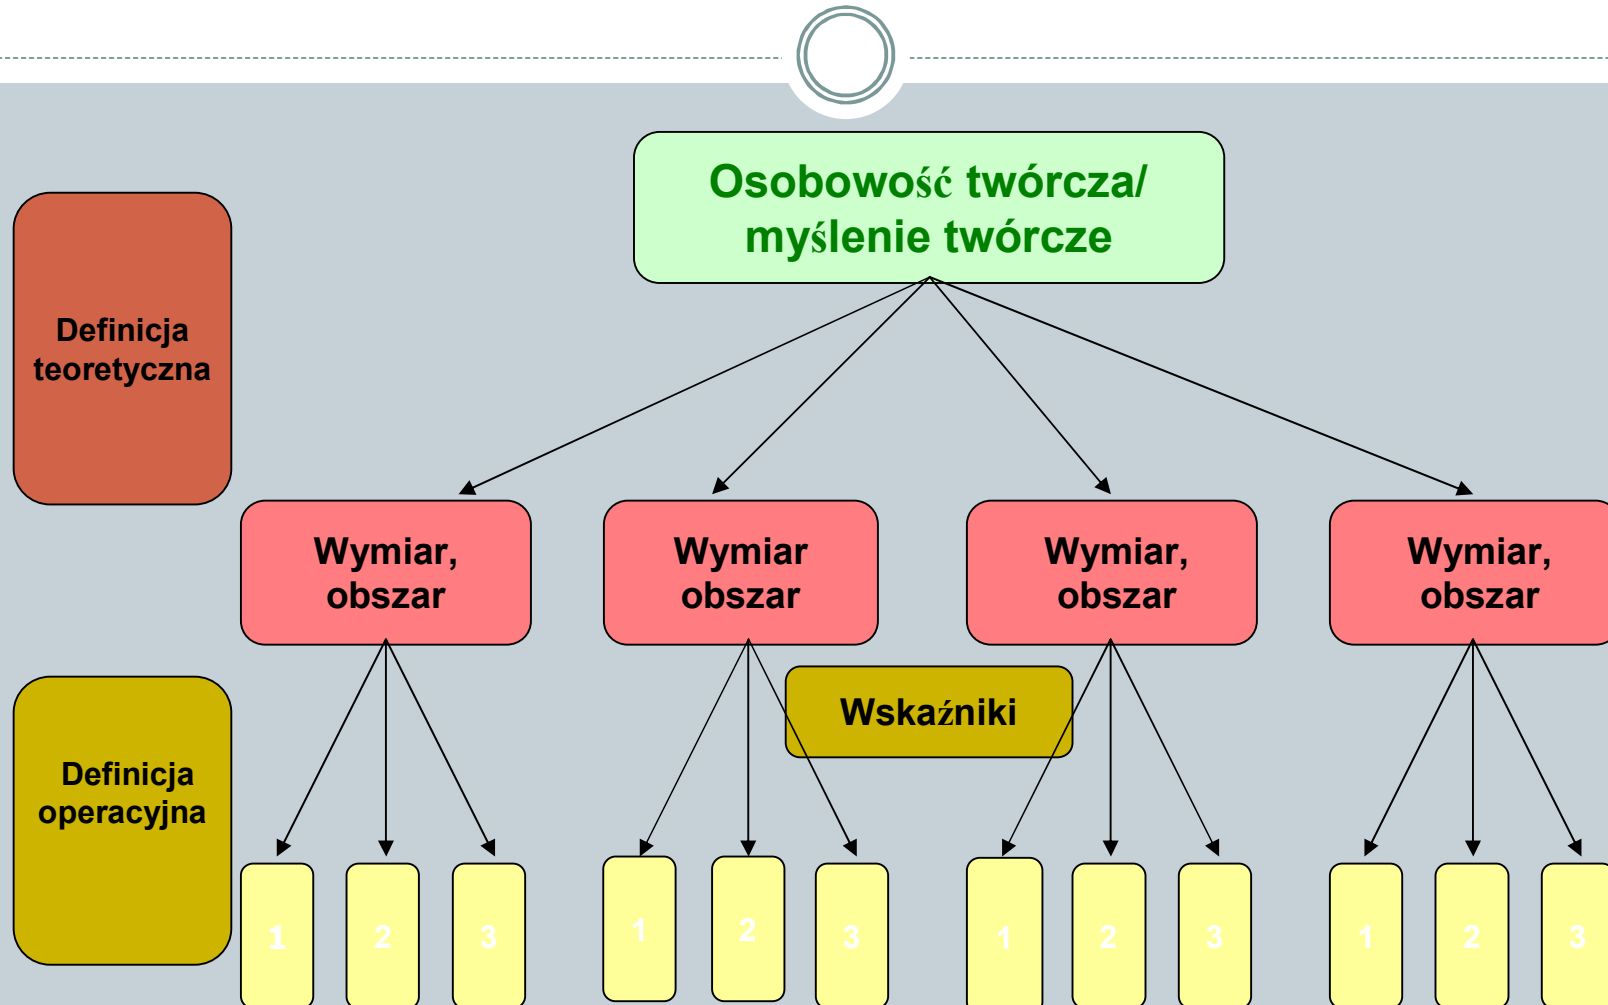 Osobowość twórcza/
myślenie twórcze
Definicja
teoretyczna
Wymiar,
obszar
Wymiar
obszar
Wymiar,
obszar
Wymiar,
obszar
Wskaźniki
Definicja
operacyjna
1 2 3 1 2 3 1 2 3 1 2 3